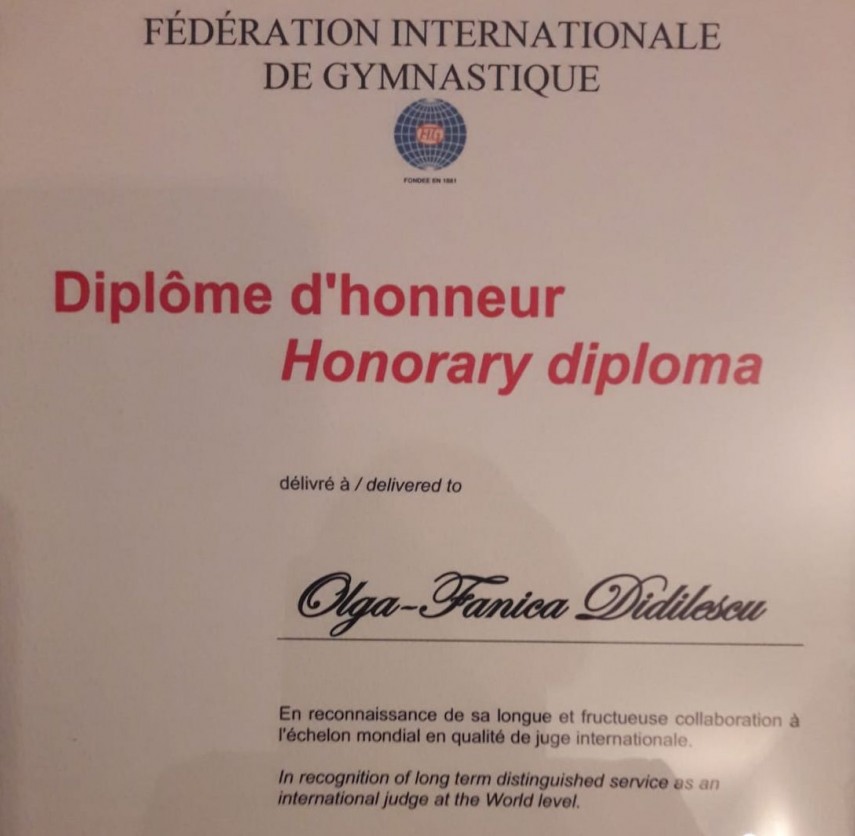 FÉDÉRATION INTERNATIONALE
DE GYMNASTIQUE
FIG
FONDÉE EN 1881
Diplôme d'honneur
Honorary diploma
délivré à / delivered to
Olga-Fanica Didilescu
En reconnaissance de sa longue et fructueuse collaboration à
l'échelon mondial en qualité de juge internationale.
In recognition of long term distinguished service as an
international judge at the World level.